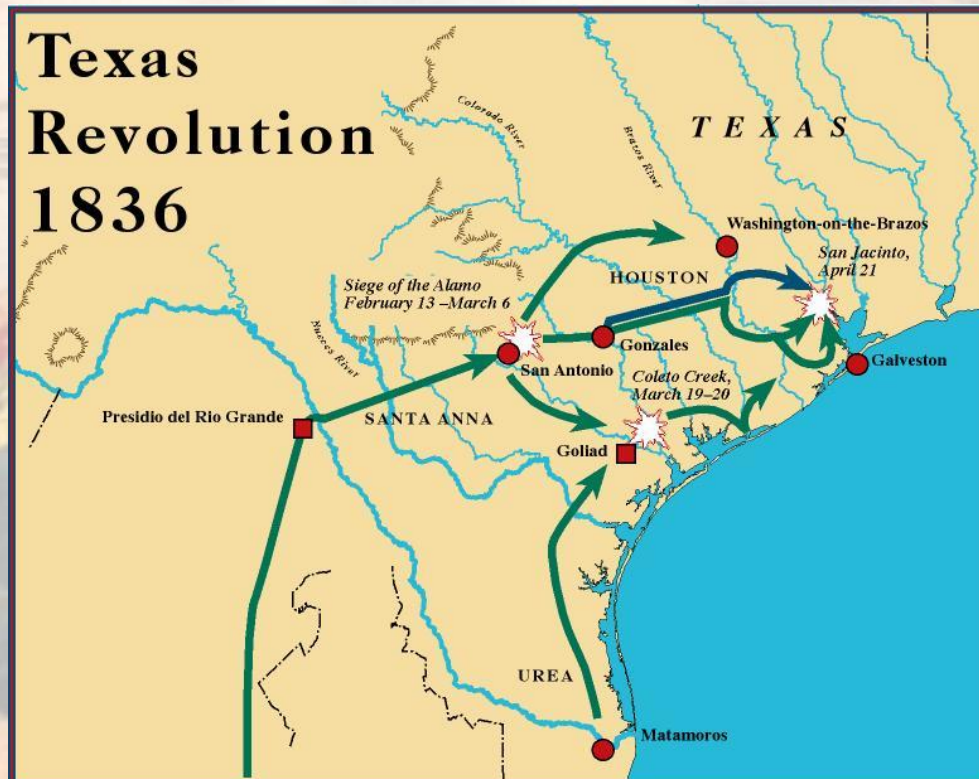 Texas
Revolution
1836
Colorado River
Brazos River
TEXAS
Washington-on-the-Brazos
San Jacinto,
April 21
Siege of the Alamo
February 13 –March 6
HOUSTON
Nueces River
Gonzales
San Antonio
Galveston
Coleto Creek,
March 19–20
Presidio del Rio Grande
SANTA ANNA
Goliad
UREA
Matamoros